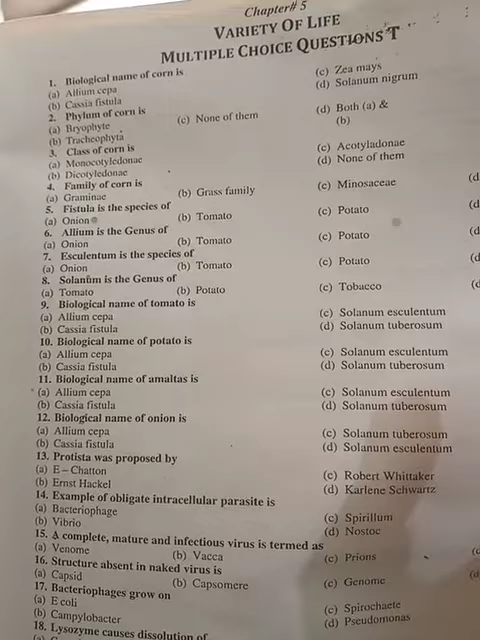 Chapter# 5
VARIETY OF LIFE
MULTIPLE CHOICE QUESTIONS T
1. Biological name of corn is
(a) Allium cepa (c) Zea mays
(b) Cassia fistula (d) Solanum nigrum
2. Phylum of corn is
(a) Bryophyte (c) None of them (d) Both (a) &
(b) Tracheophyta (b)
3. Class of corn is
(a) Monocotyledonae (c) Acotyladonae
(b) Dicotyledonae (d) None of them
4. Family of corn is
(a) Graminae (b) Grass family (c) Minosaceae (d
5. Fistula is the species of
(a) Onion (b) Tomato (c) Potato (d
6. Allium is the Genus of
(a) Onion (b) Tomato (c) Potato (d
7. Esculentum is the species of
(a) Onion (b) Tomato (c) Potato (d
8. Solanum is the Genus of
(a) Tomato (b) Potato (c) Tobacco (d
9. Biological name of tomato is
(a) Allium cepa (c) Solanum esculentum
(b) Cassia fistula (d) Solanum tuberosum
10. Biological name of potato is
(a) Allium cepa (c) Solanum esculentum
(b) Cassia fistula (d) Solanum tuberosum
11. Biological name of amaltas is
(a) Allium cepa (c) Solanum esculentum
(b) Cassia fistula (d) Solanum tuberosum
12. Biological name of onion is
(a) Allium cepa (c) Solanum tuberosum
(b) Cassia fistula (d) Solanum esculentum
13. Protista was proposed by
(a) E – Chatton (c) Robert Whittaker
(b) Ernst Hackel (d) Karlene Schwartz
14. Example of obligate intracellular parasite is
(a) Bacteriophage (c) Spirillum
(b) Vibrio (d) Nostoc
15. A complete, mature and infectious virus is termed as
(a) Venome (b) Vacca (c) Prions (d
16. Structure absent in naked virus is
(a) Capsid (b) Capsomere (c) Genome (d
17. Bacteriophages grow on
(a) E coli (c) Spirochaete
(b) Campylobacter (d) Pseudomonas
18. Lysozyme causes dissolution of